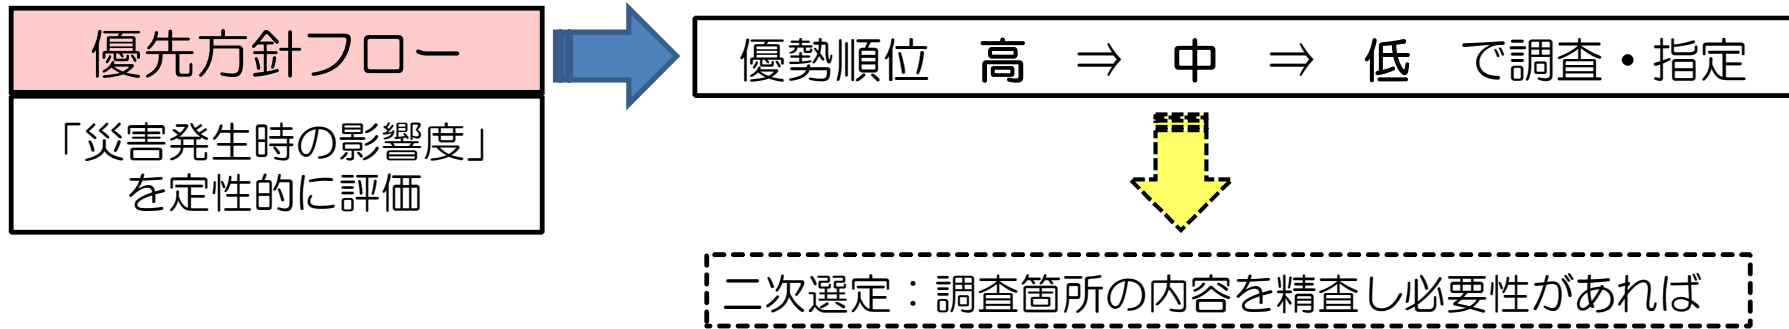 優先方針フロー
「災害発生時の影響度」
を定性的に評価
優勢順位 高 ⇒ 中 ⇒ 低 で調査・指定
二次選定：調査箇所の内容を精査し必要性があれば